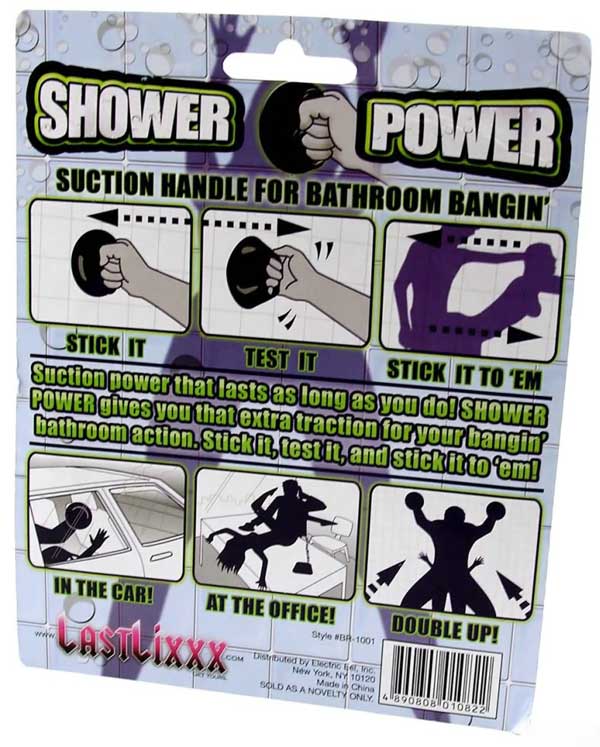 SHOWER POWER
SUCTION HANDLE FOR BATHROOM BANGIN'
STICK IT
TEST IT
STICK IT TO 'EM
Suction power that lasts as long as you do! SHOWER
POWER gives you that extra traction for your bangin'
bathroom action. Stick it, test it, and stick it to 'em!
IN THE CAR!
AT THE OFFICE!
DOUBLE UP!
www.LastLixxx.com
GET YOURS
Style #BR-1001
Distributed by Electric Eel, Inc.
New York, NY 10120
Made in China
SOLD AS A NOVELTY ONLY.
4 890808 010822